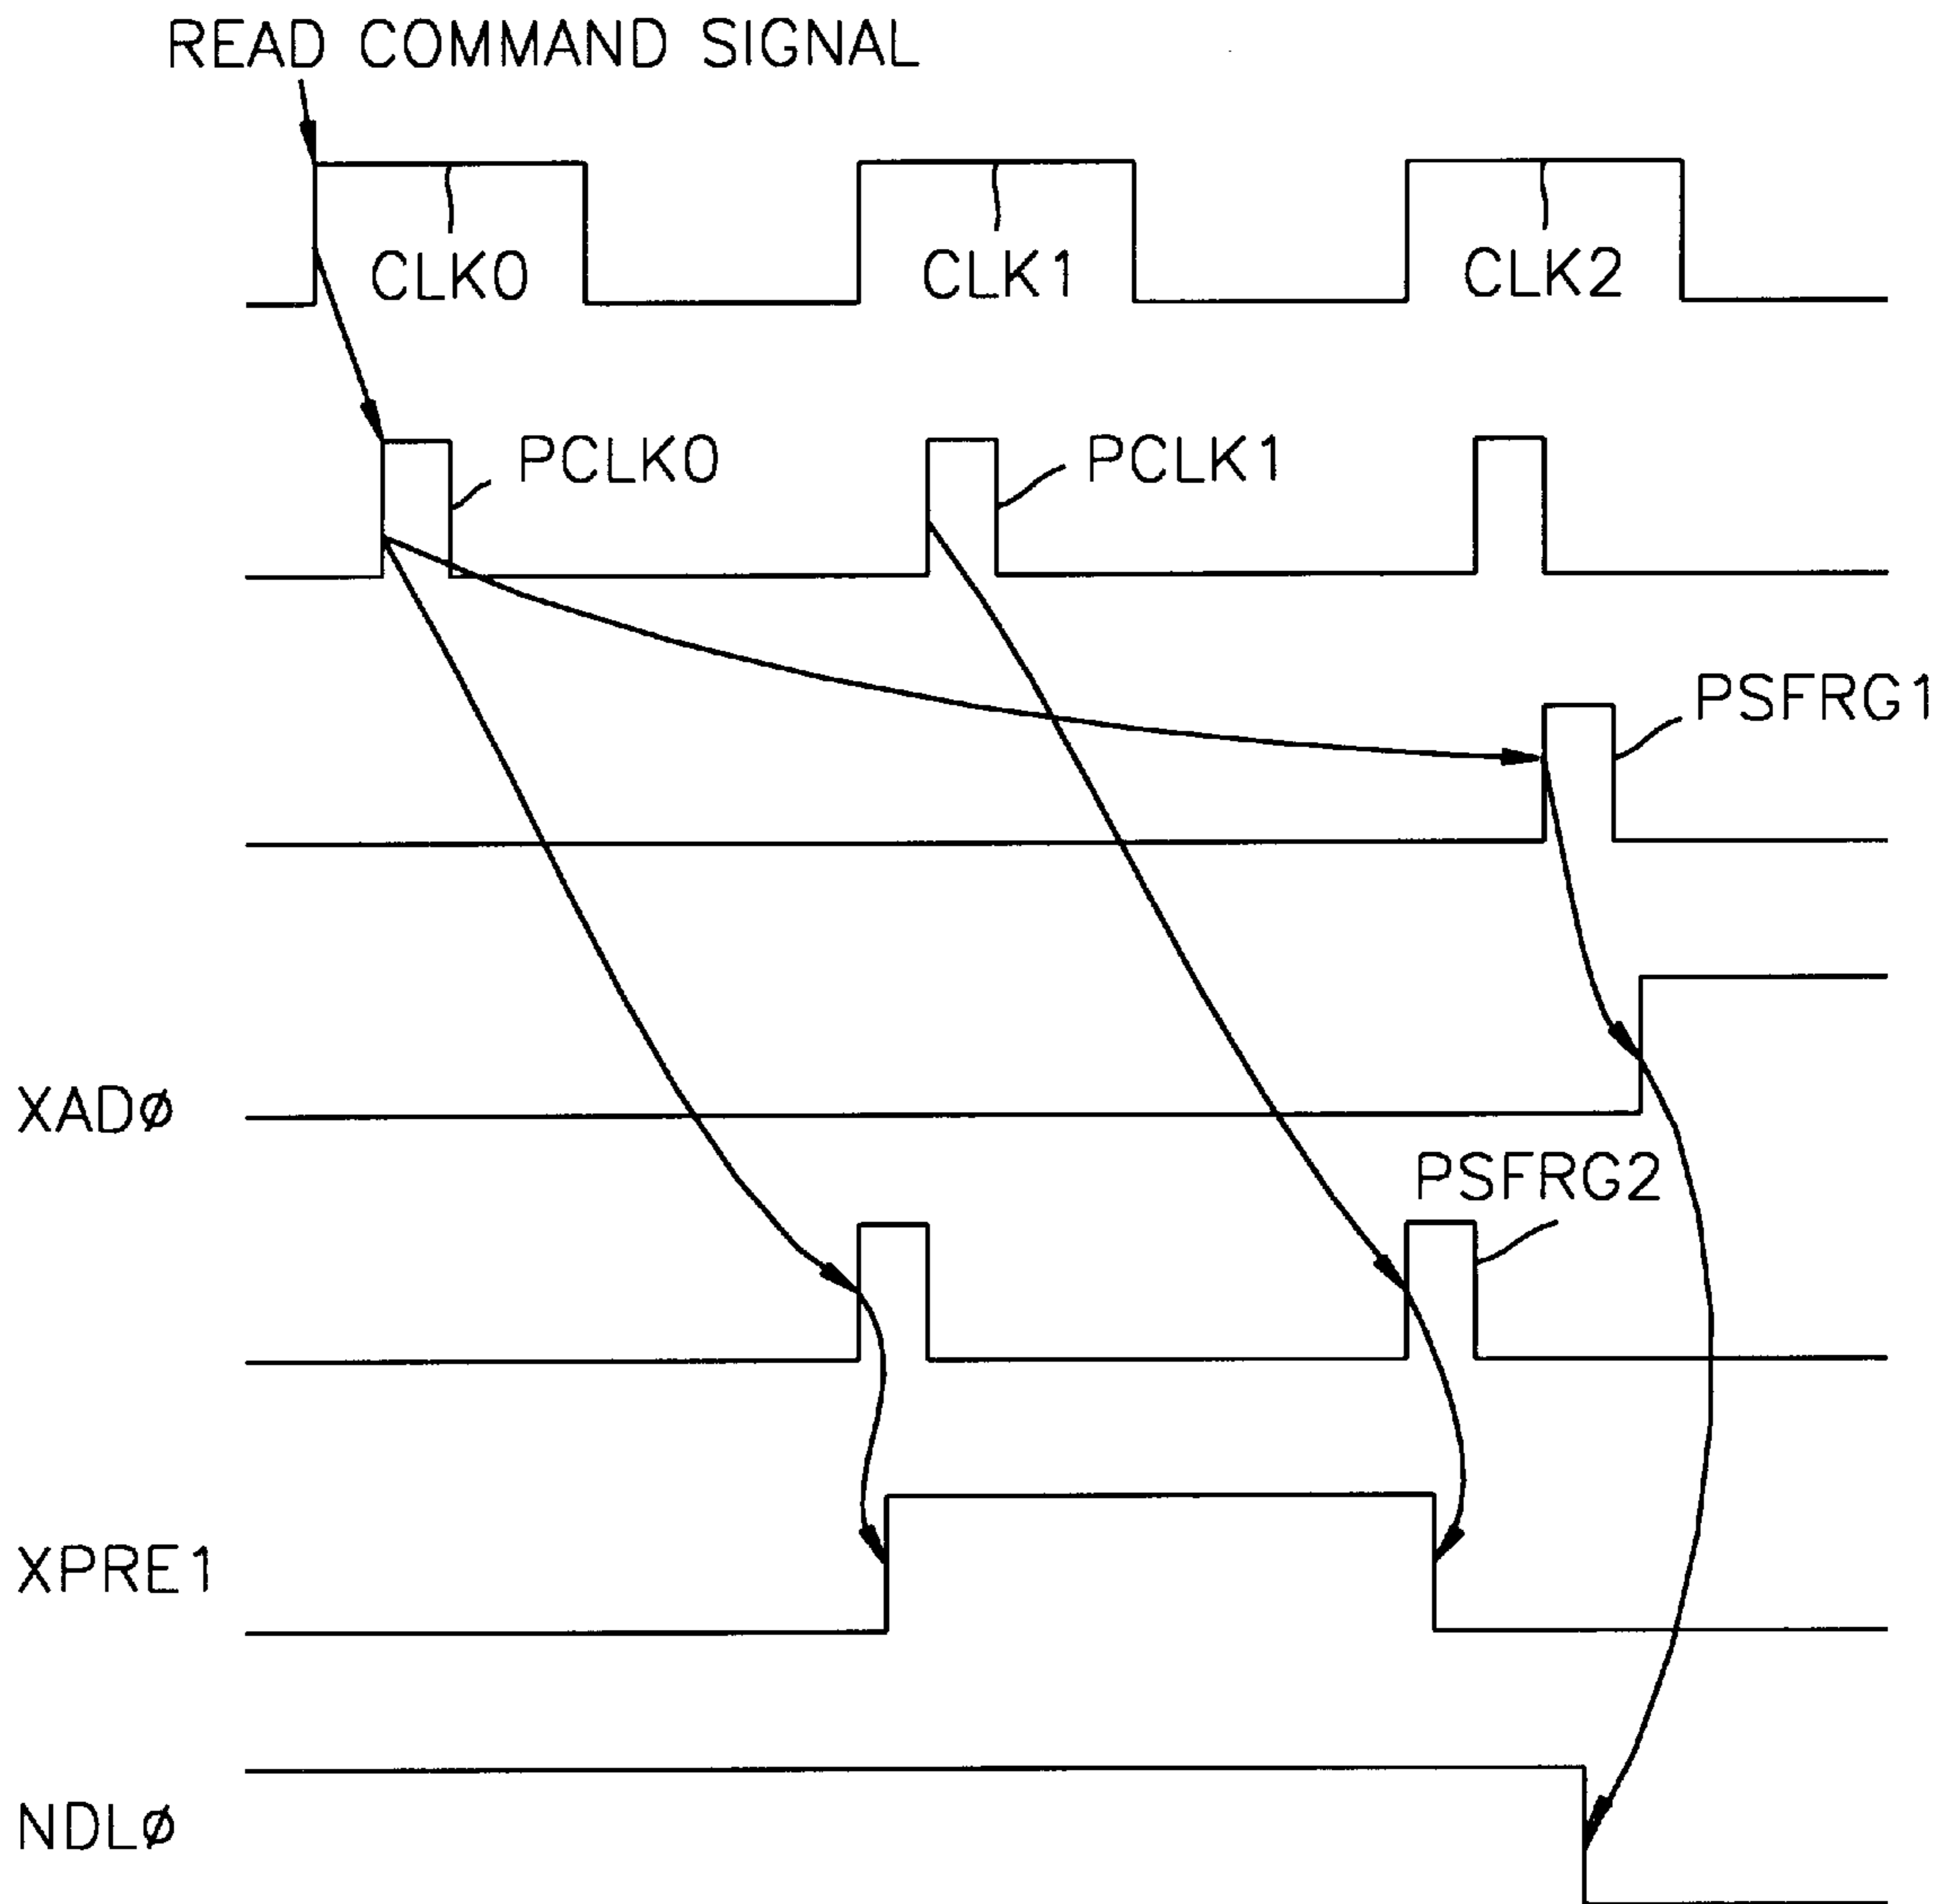 READ COMMAND SIGNAL
CLK0 CLK1 CLK2
PCLK0 PCLK1
PSFRG1
XADø
PSFRG2
XPRE1
NDLø